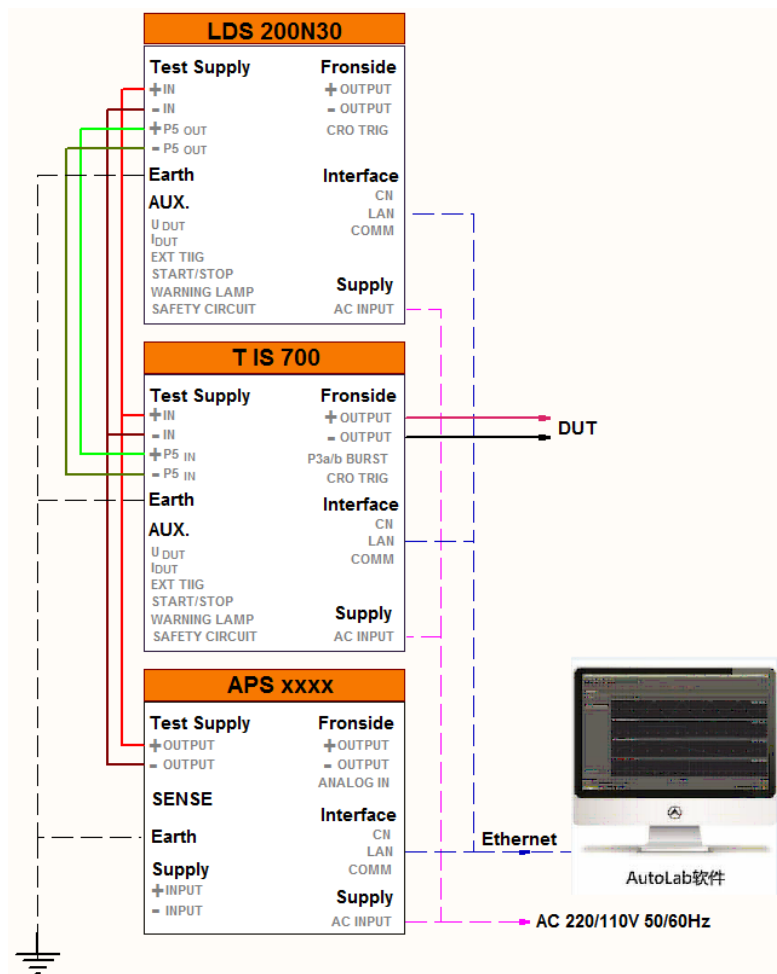 LDS 200N30
Test Supply Fronside
+ IN + OUTPUT
- IN - OUTPUT
+ P5 OUT CRO TRIG
- P5 OUT
Earth Interface
CN
AUX. LAN
U DUT COMM
IDUT
EXT TIIG
START/STOP Supply
WARNING LAMP
SAFETY CIRCUIT AC INPUT
T IS 700
Test Supply Fronside
+ IN + OUTPUT
- IN - OUTPUT
DUT
+ P5 IN P3a/b BURST
- P5 IN CRO TRIG
Earth Interface
CN
AUX. LAN
U DUT COMM
IDUT
EXT TIIG
START/STOP Supply
WARNING LAMP
SAFETY CIRCUIT AC INPUT
APS xxxx
Test Supply Fronside
+ OUTPUT + OUTPUT
- OUTPUT - OUTPUT
ANALOG IN
SENSE Interface
Earth CN
LAN Ethernet
Supply COMM
+ INPUT Supply
- INPUT AC INPUT
AutoLab软件
AC 220/110V 50/60Hz